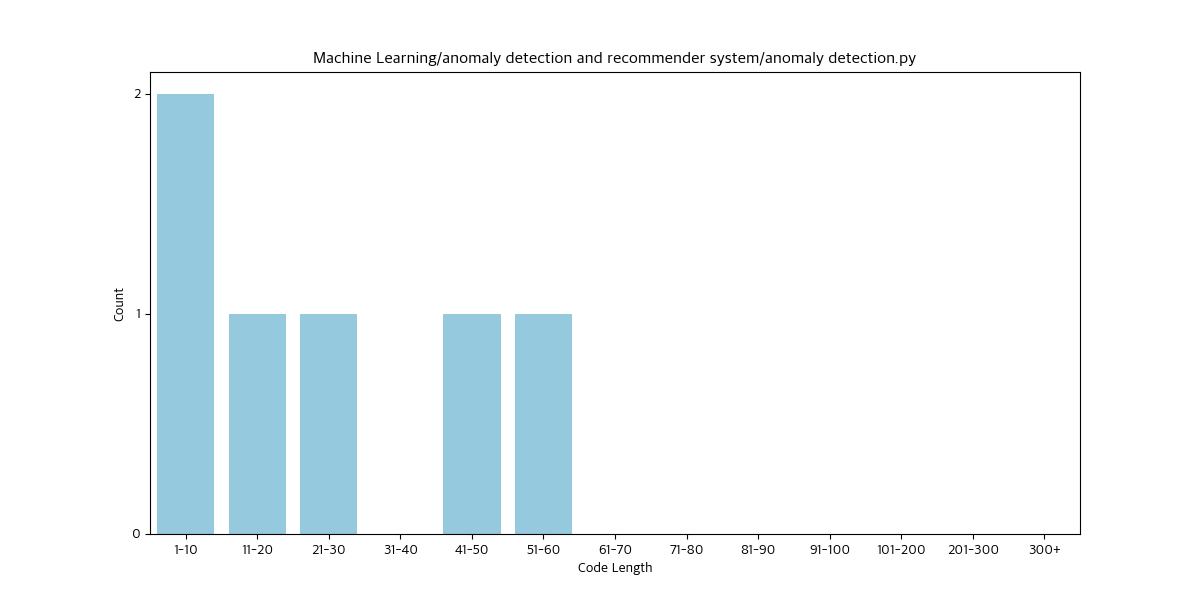 Machine Learning/anomaly detection and recommender system/anomaly detection.py
Count
2
1
0
1-10 11-20 21-30 31-40 41-50 51-60 61-70 71-80 81-90 91-100 101-200 201-300 300+
Code Length